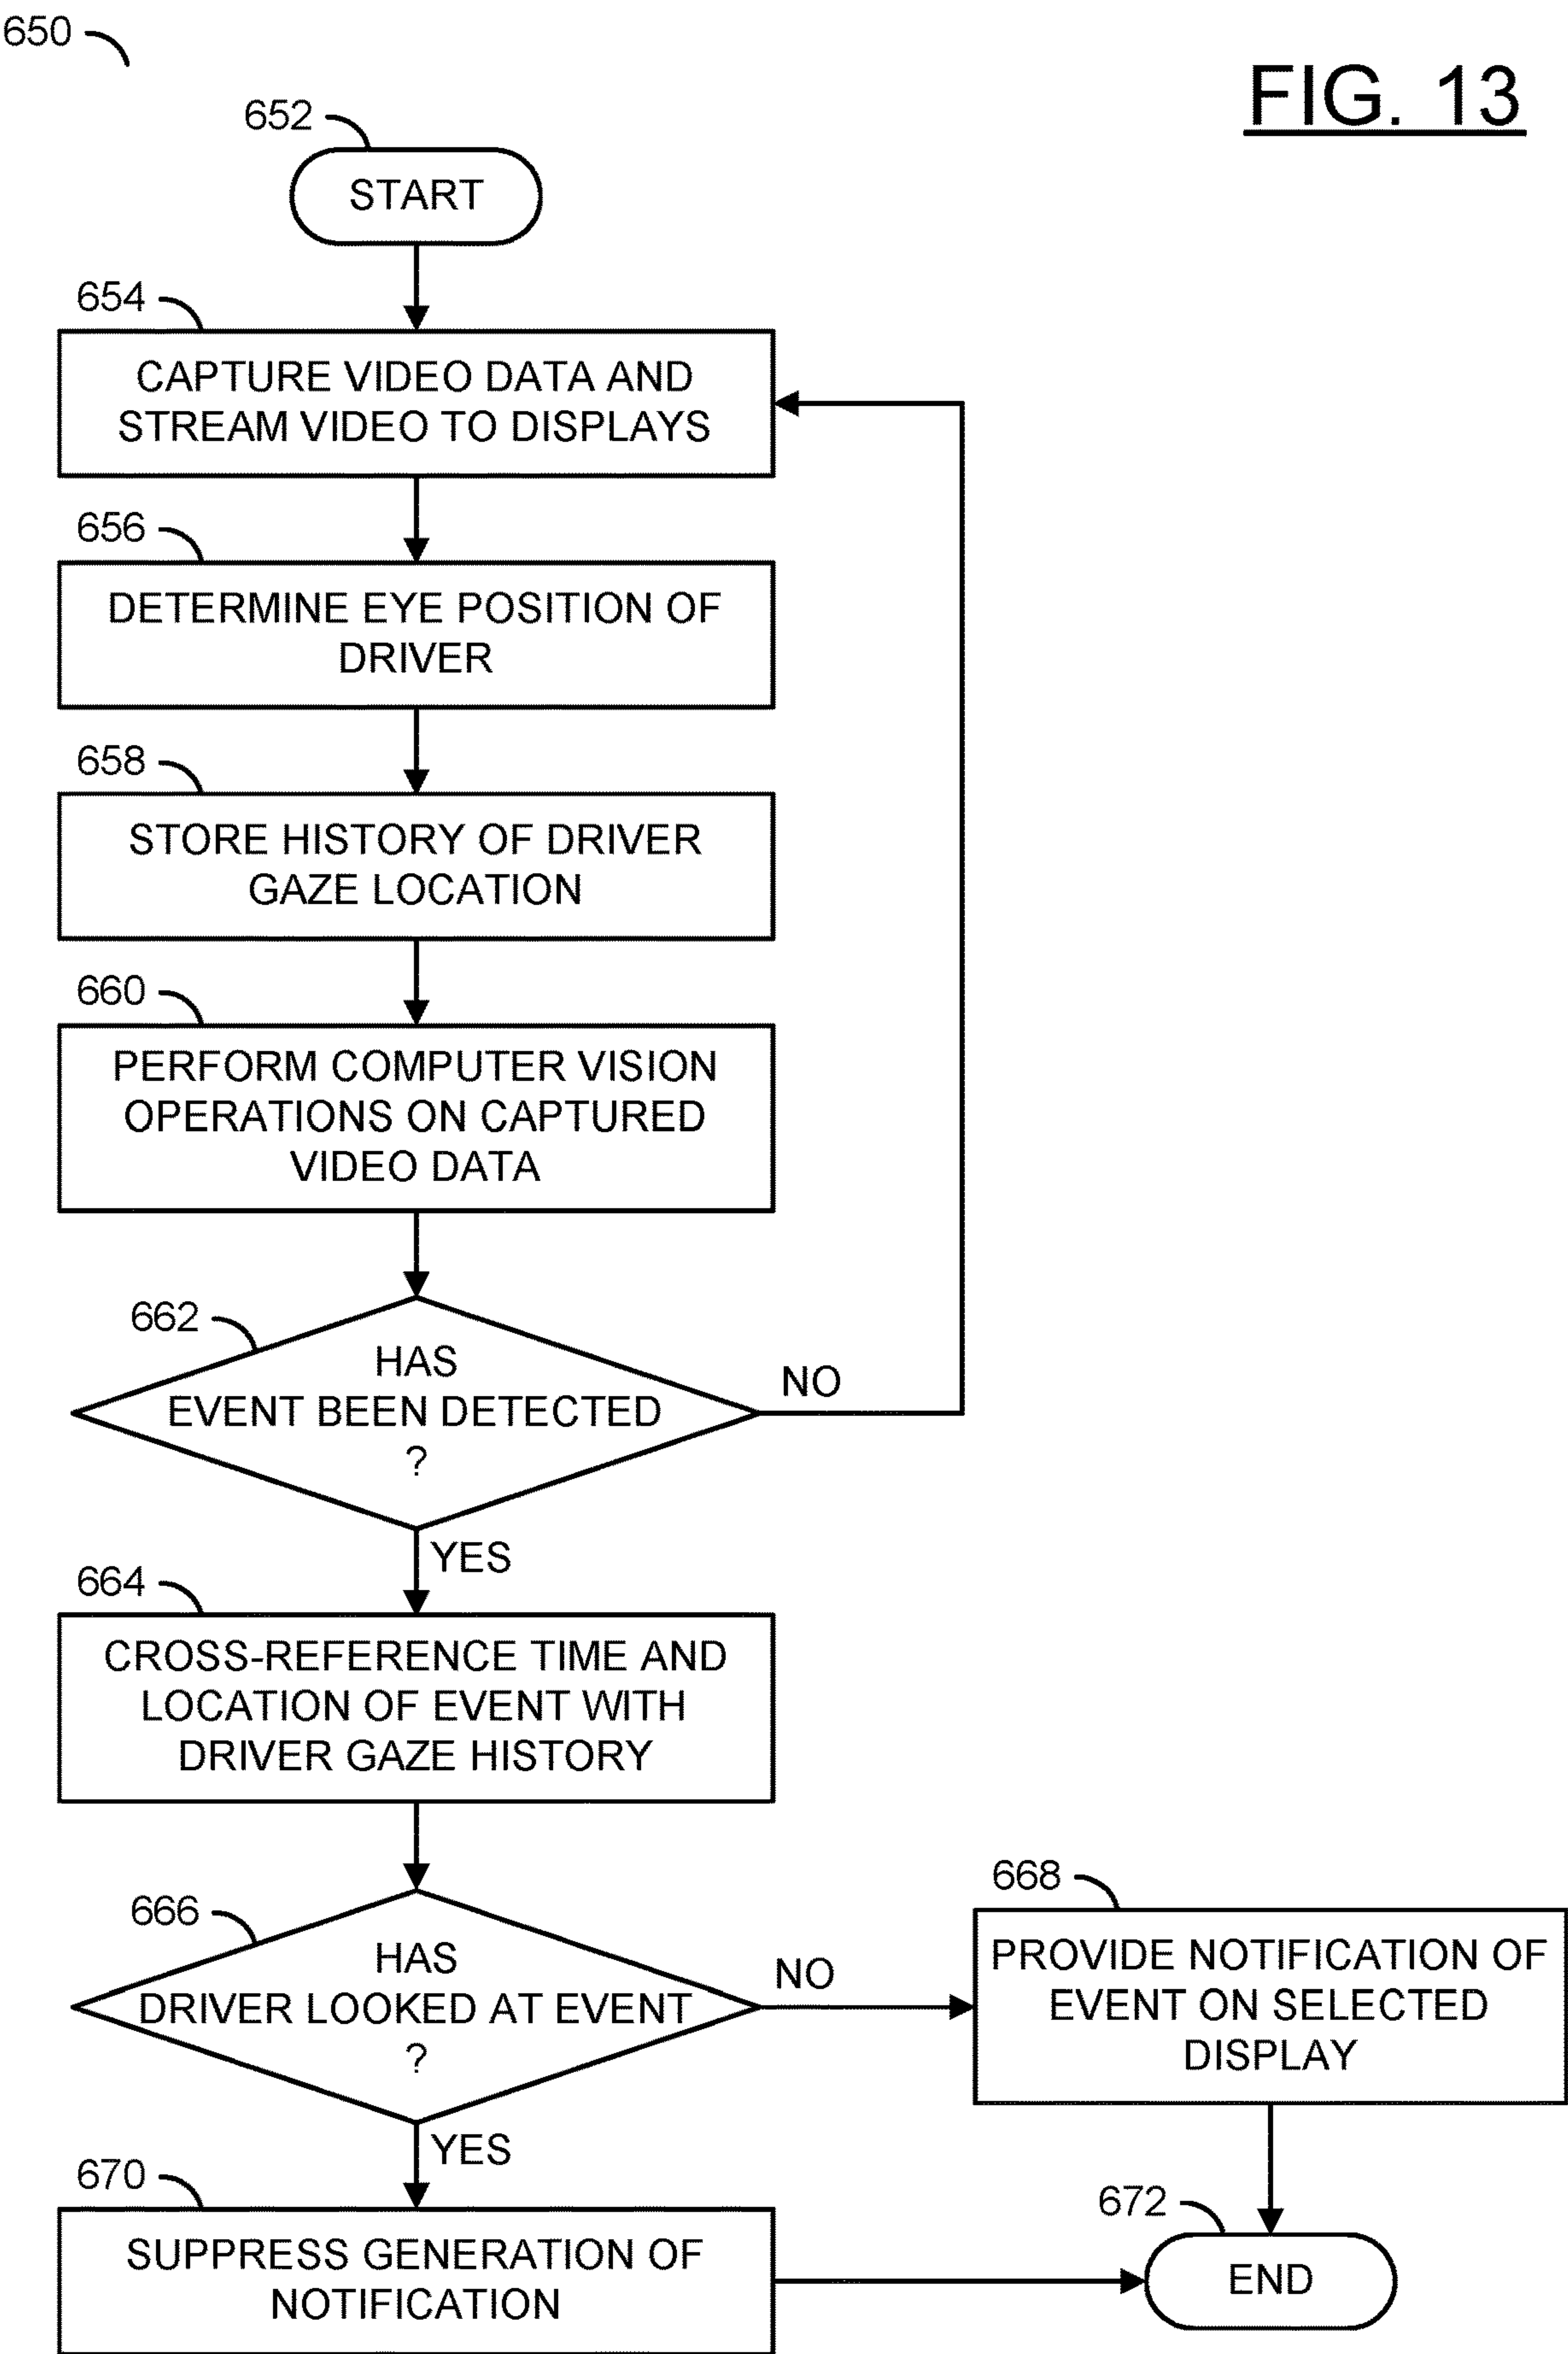 650
FIG. 13
652
START
654
CAPTURE VIDEO DATA AND
STREAM VIDEO TO DISPLAYS
656
DETERMINE EYE POSITION OF
DRIVER
658
STORE HISTORY OF DRIVER
GAZE LOCATION
660
PERFORM COMPUTER VISION
OPERATIONS ON CAPTURED
VIDEO DATA
662
HAS
EVENT BEEN DETECTED
?
NO
YES
664
CROSS-REFERENCE TIME AND
LOCATION OF EVENT WITH
DRIVER GAZE HISTORY
666
HAS
DRIVER LOOKED AT EVENT
?
NO
668
PROVIDE NOTIFICATION OF
EVENT ON SELECTED
DISPLAY
YES
670
SUPPRESS GENERATION OF
NOTIFICATION
672
END